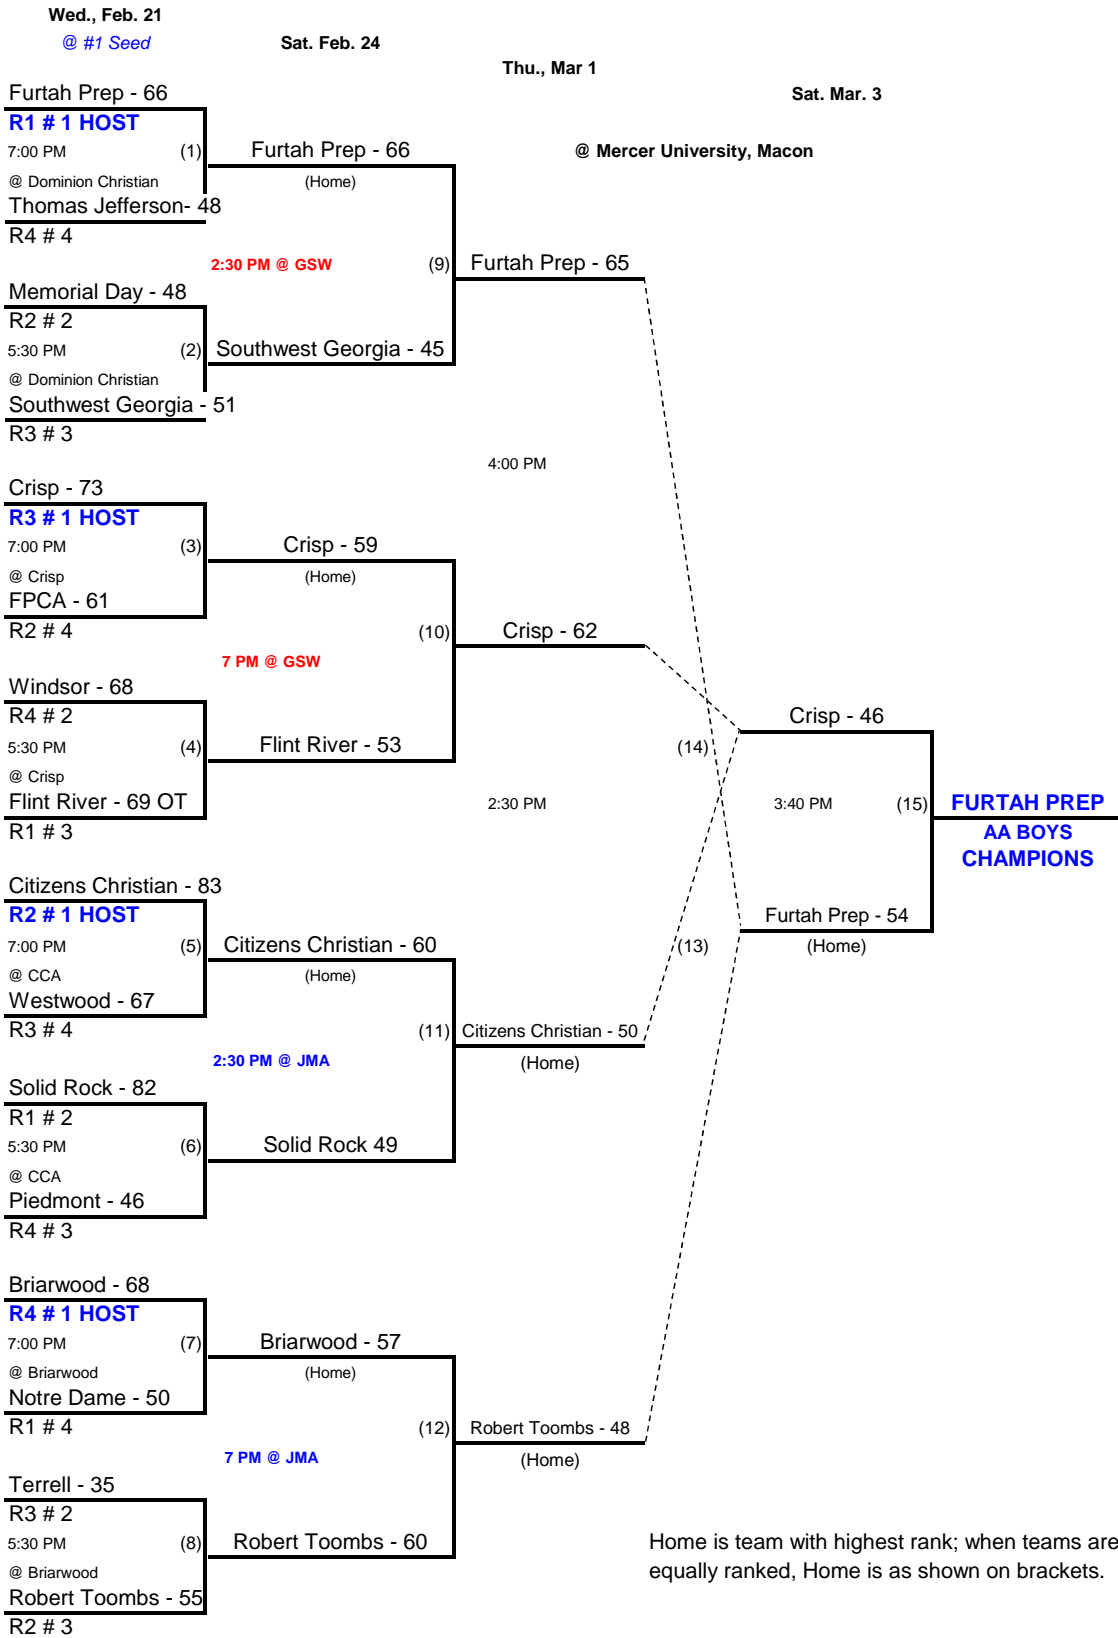 Wed., Feb. 21
@ #1 Seed
Sat. Feb. 24
Thu., Mar 1
Sat. Mar. 3
@ Mercer University, Macon
Furtah Prep - 66
R1 # 1 HOST
7:00 PM (1)
@ Dominion Christian
Thomas Jefferson- 48
R4 # 4
Furtah Prep - 66
(Home)
2:30 PM @ GSW (9)
Furtah Prep - 65
Memorial Day - 48
R2 # 2
5:30 PM (2)
@ Dominion Christian
Southwest Georgia - 51
R3 # 3
Southwest Georgia - 45
4:00 PM
Crisp - 73
R3 # 1 HOST
7:00 PM (3)
@ Crisp
FPCA - 61
R2 # 4
Crisp - 59
(Home)
(10)
7 PM @ GSW
Crisp - 62
Windsor - 68
R4 # 2
5:30 PM (4)
@ Crisp
Flint River - 69 OT
R1 # 3
Flint River - 53
(14)
2:30 PM
Crisp - 46
3:40 PM (15)
FURTAH PREP
AA BOYS
CHAMPIONS
Furtah Prep - 54
(Home)
(13)
Citizens Christian - 83
R2 # 1 HOST
7:00 PM (5)
@ CCA
Westwood - 67
R3 # 4
Citizens Christian - 60
(Home)
(11)
2:30 PM @ JMA
Citizens Christian - 50
(Home)
Solid Rock - 82
R1 # 2
5:30 PM (6)
@ CCA
Piedmont - 46
R4 # 3
Solid Rock 49
Briarwood - 68
R4 # 1 HOST
7:00 PM (7)
@ Briarwood
Notre Dame - 50
R1 # 4
Briarwood - 57
(Home)
(12)
7 PM @ JMA
Robert Toombs - 48
(Home)
Terrell - 35
R3 # 2
5:30 PM (8)
@ Briarwood
Robert Toombs - 55
R2 # 3
Robert Toombs - 60
Home is team with highest rank; when teams are
equally ranked, Home is as shown on brackets.